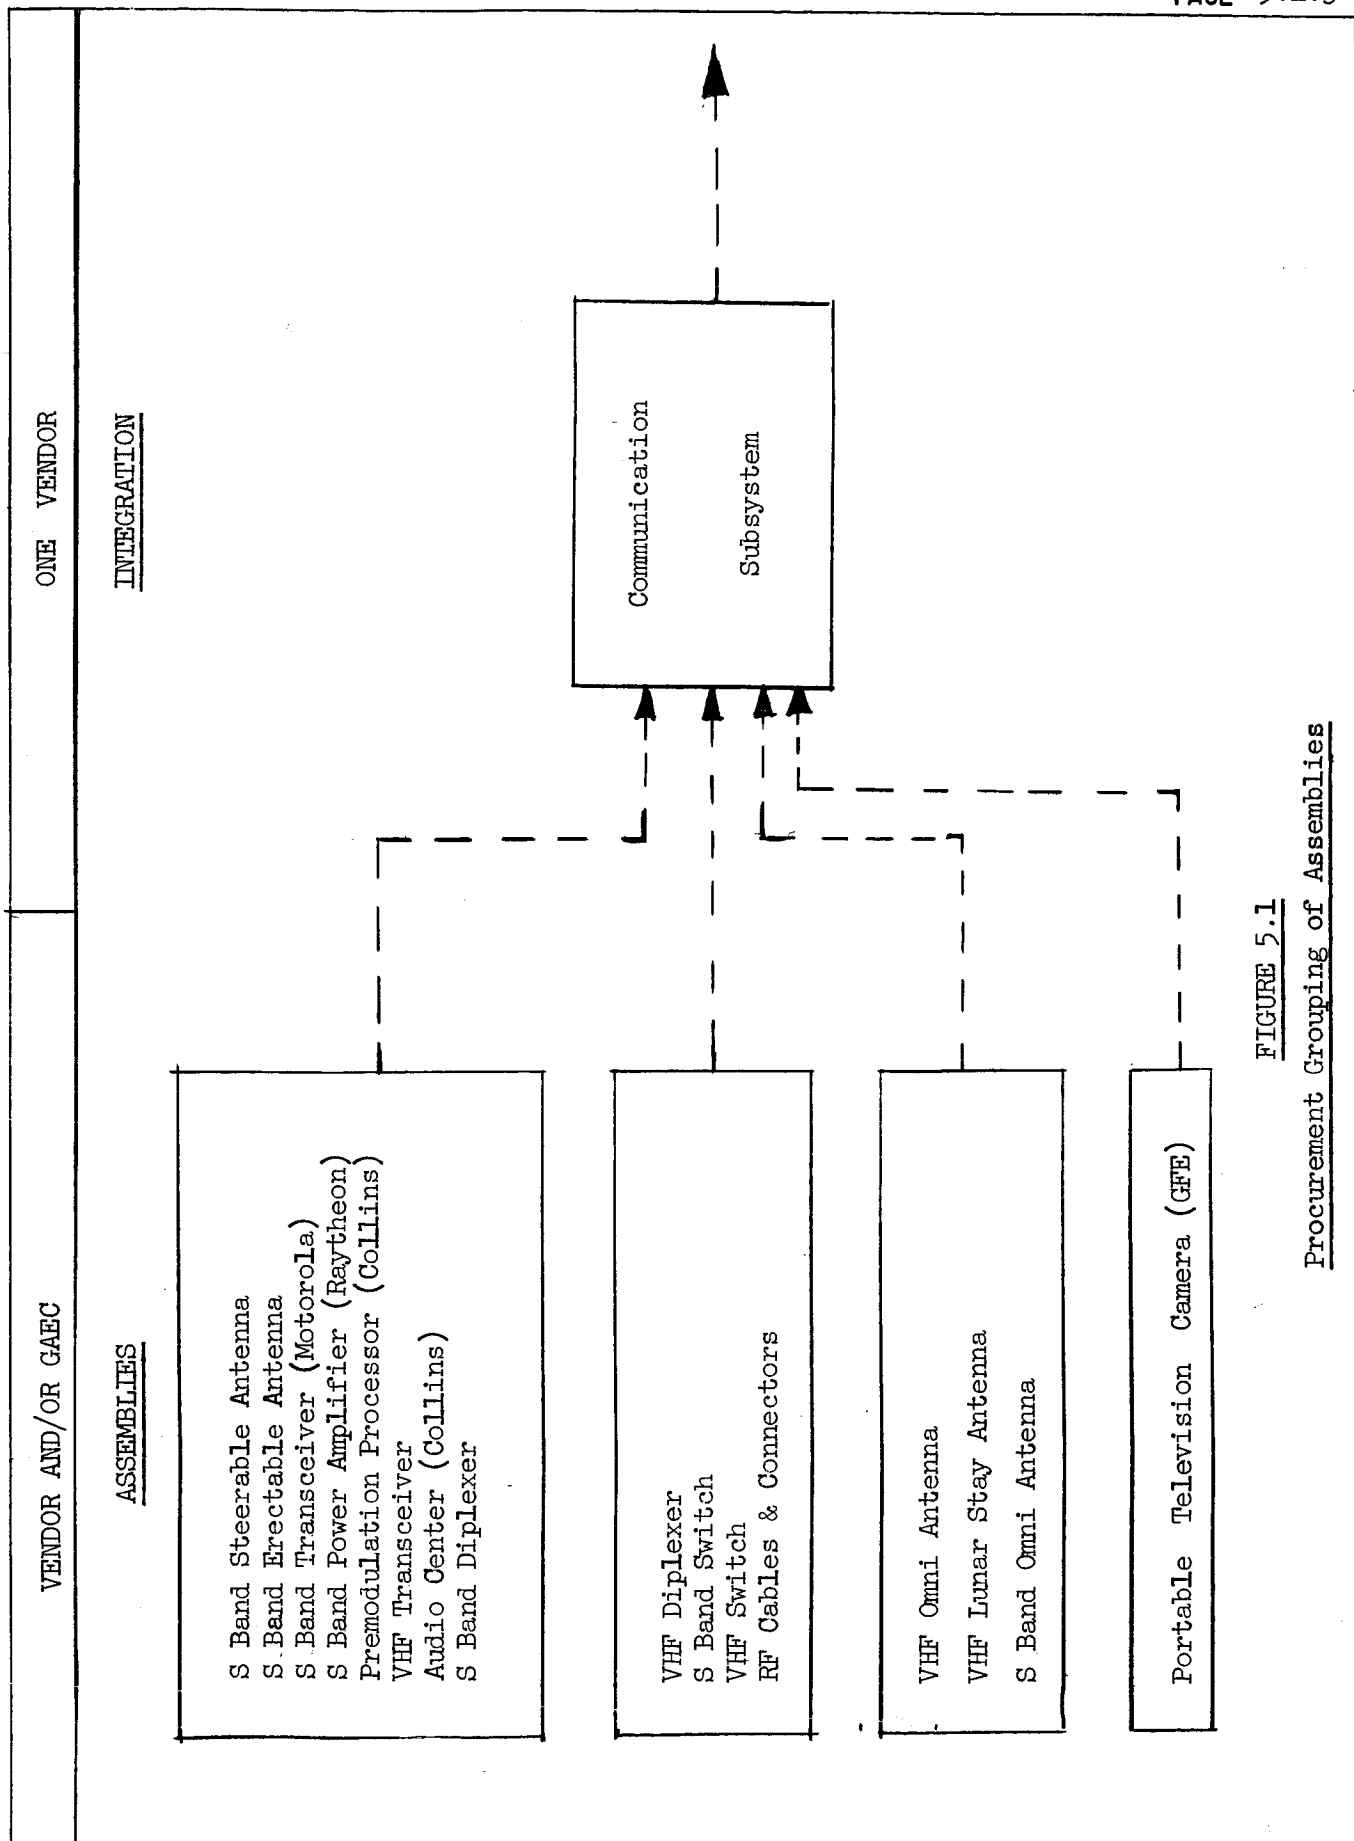 PAGE
VENDOR AND/OR GAEC
ONE VENDOR
ASSEMBLIES
INTEGRATION
S Band Steerable Antenna
S Band Erectable Antenna
S Band Transceiver (Motorola)
S Band Power Amplifier (Raytheon)
Premodulation Processor (Collins)
VHF Transceiver
Audio Center (Collins)
S Band Diplexer
VHF Diplexer
S Band Switch
VHF Switch
RF Cables & Connectors
VHF Omni Antenna
VHF Lunar Stay Antenna
S Band Omni Antenna
Portable Television Camera (GFE)
Communication
Subsystem
FIGURE 5.1
Procurement Grouping of Assemblies